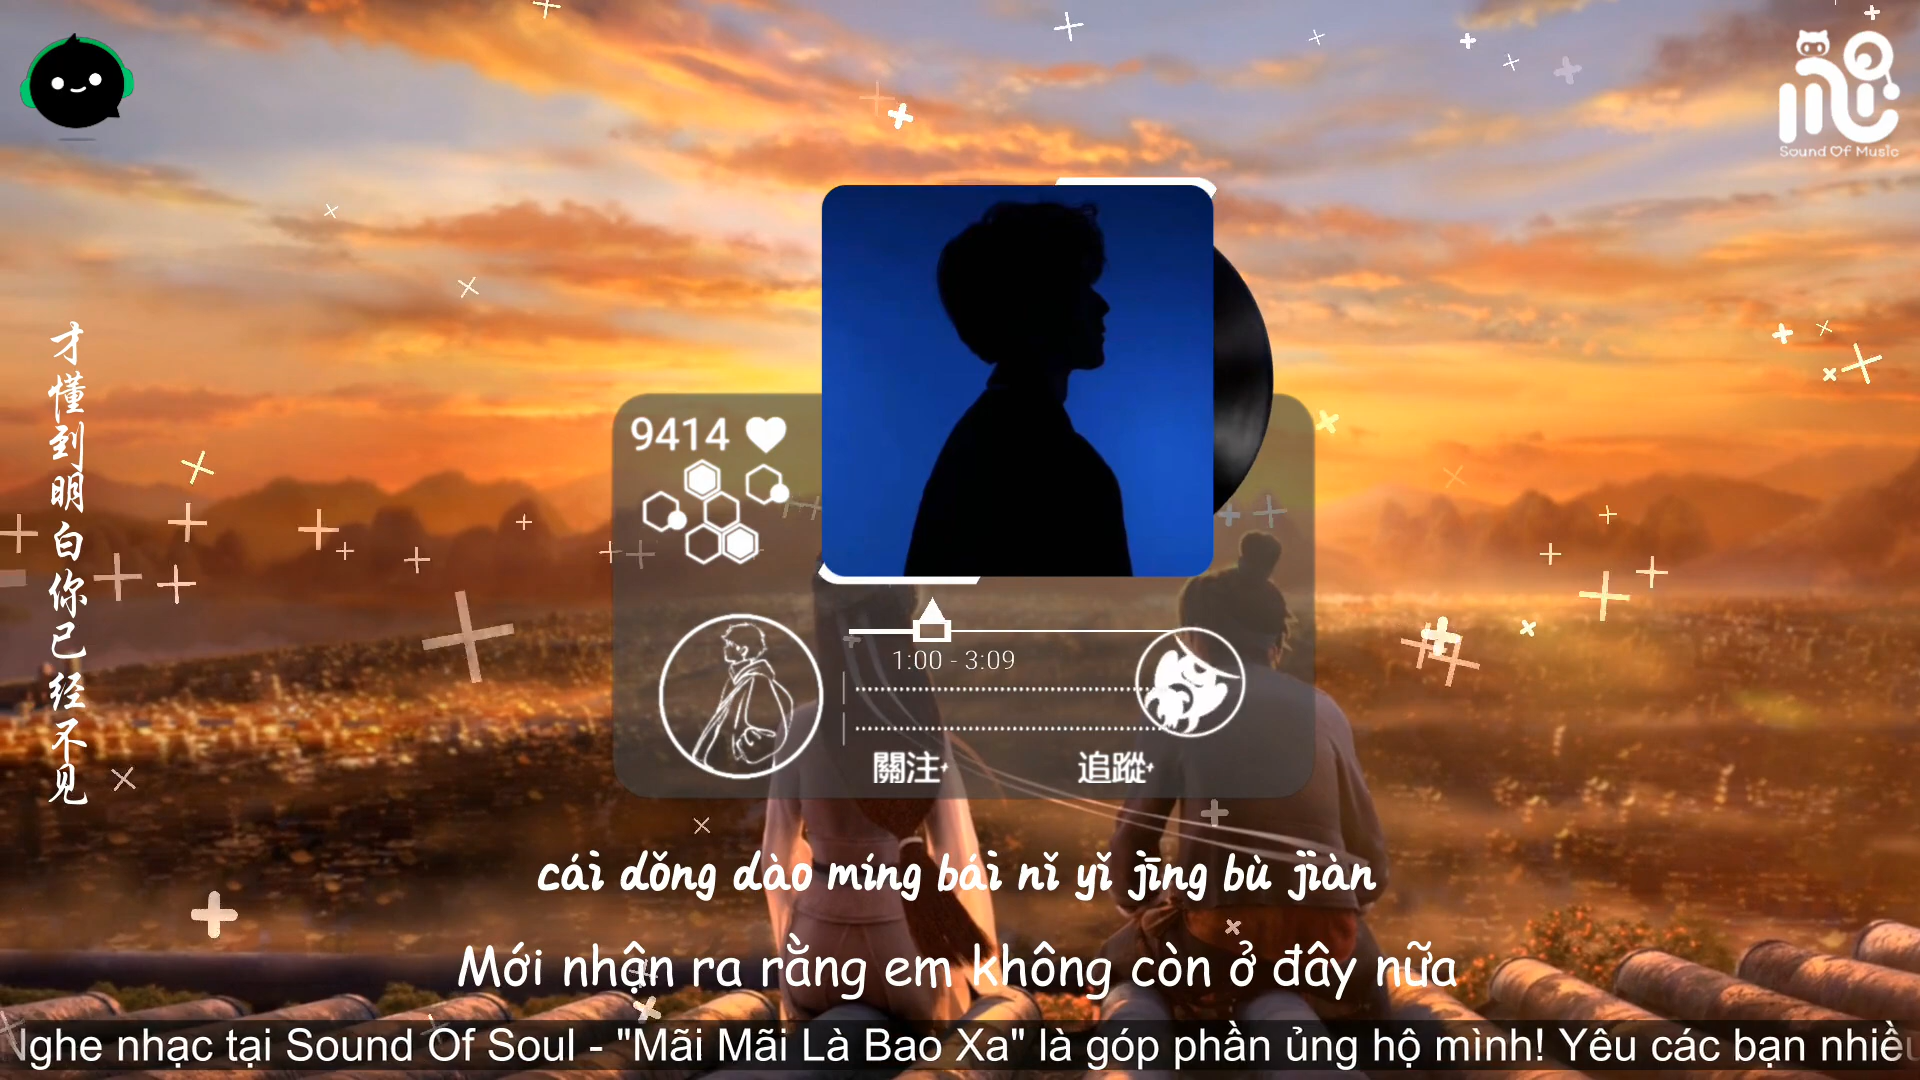 Sound Of Music
9414
1:00 - 3:09
關注
追蹤
才懂到明白你已经不见
cái dǒng dào míng bái nǐ yǐ jīng bù jiàn
Mới nhận ra rằng em không còn ở đây nữa
Nghe nhạc tại Sound Of Soul - "Mãi Mãi Là Bao Xa" là góp phần ủng hộ mình! Yêu các bạn nhiều